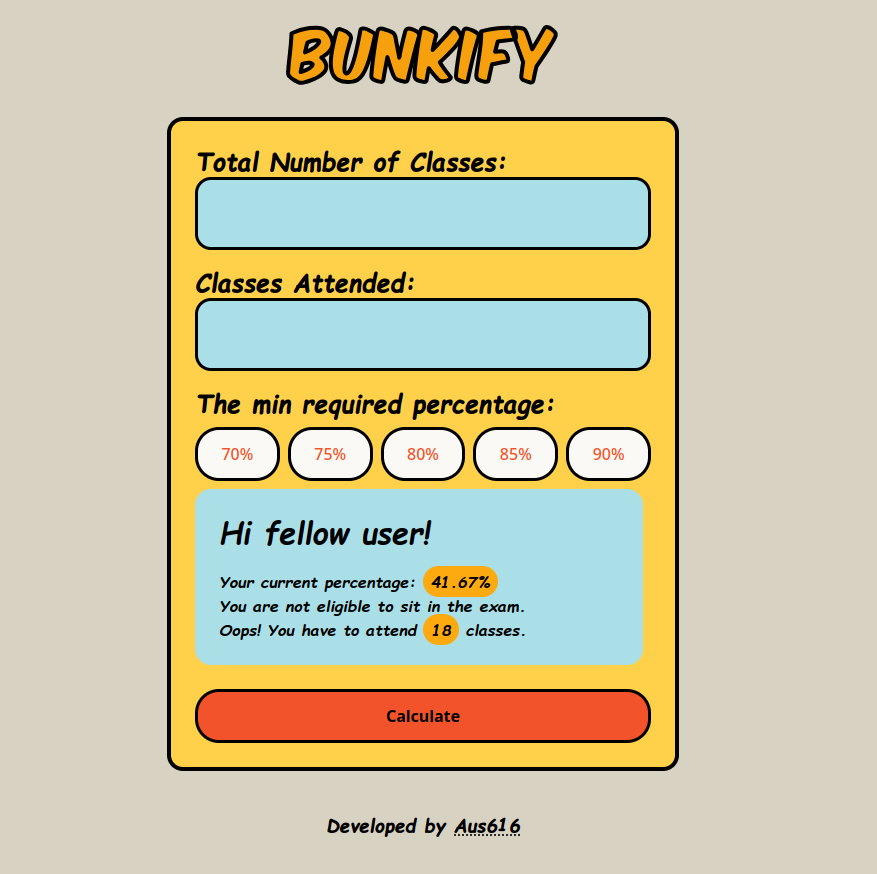 BUNKIFY
Total Number of Classes:
Classes Attended:
The min required percentage:
70% 75% 80% 85% 90%
Hi fellow user!
Your current percentage: 41.67%
You are not eligible to sit in the exam.
Oops! You have to attend 18 classes.
Calculate
Developed by Aus616